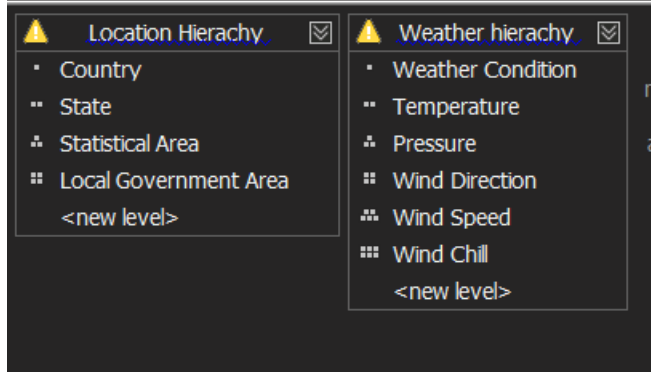 Location Hierachy
Country
State
Statistical Area
Local Government Area
<new level>
Weather hierachy
Weather Condition
Temperature
Pressure
Wind Direction
Wind Speed
Wind Chill
<new level>